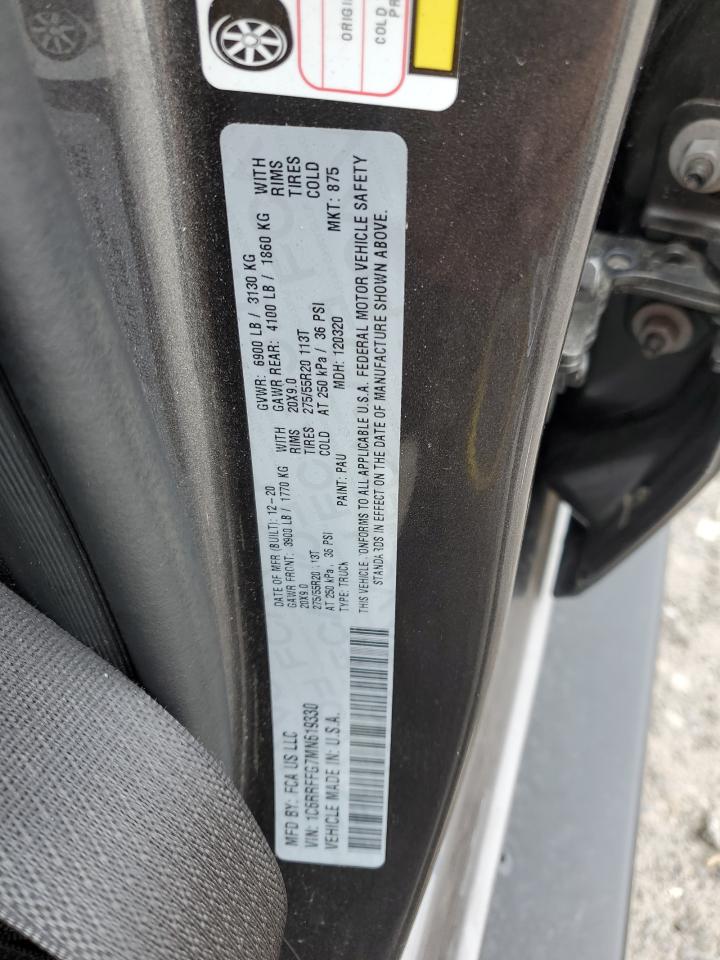 ORIGI
COLD
PR
MFD BY: FCA US LLC
DATE OF MFR (BUILT): 12-20
GVWR: 6900 LB / 3130 KG
GAWR FRONT: 3900 LB / 1770 KG WITH
GAWR REAR: 4100 LB / 1860 KG WITH
20X9.0 RIMS
20X9.0 RIMS
275/55R20 13T TIRES
275/55R20 113T TIRES
AT 250 kPa, 36 PSI COLD
AT 250 kPa / 36 PSI COLD
VIN: 1C6RRFFG7MN619330
TYPE: TRUCK
PAINT: PAU
MDH: 120320
MKT: 875
VEHICLE MADE IN: U.S.A.
THIS VEHICLE CONFORMS TO ALL APPLICABLE U.S.A. FEDERAL MOTOR VEHICLE SAFETY
STANDARDS IN EFFECT ON THE DATE OF MANUFACTURE SHOWN ABOVE.